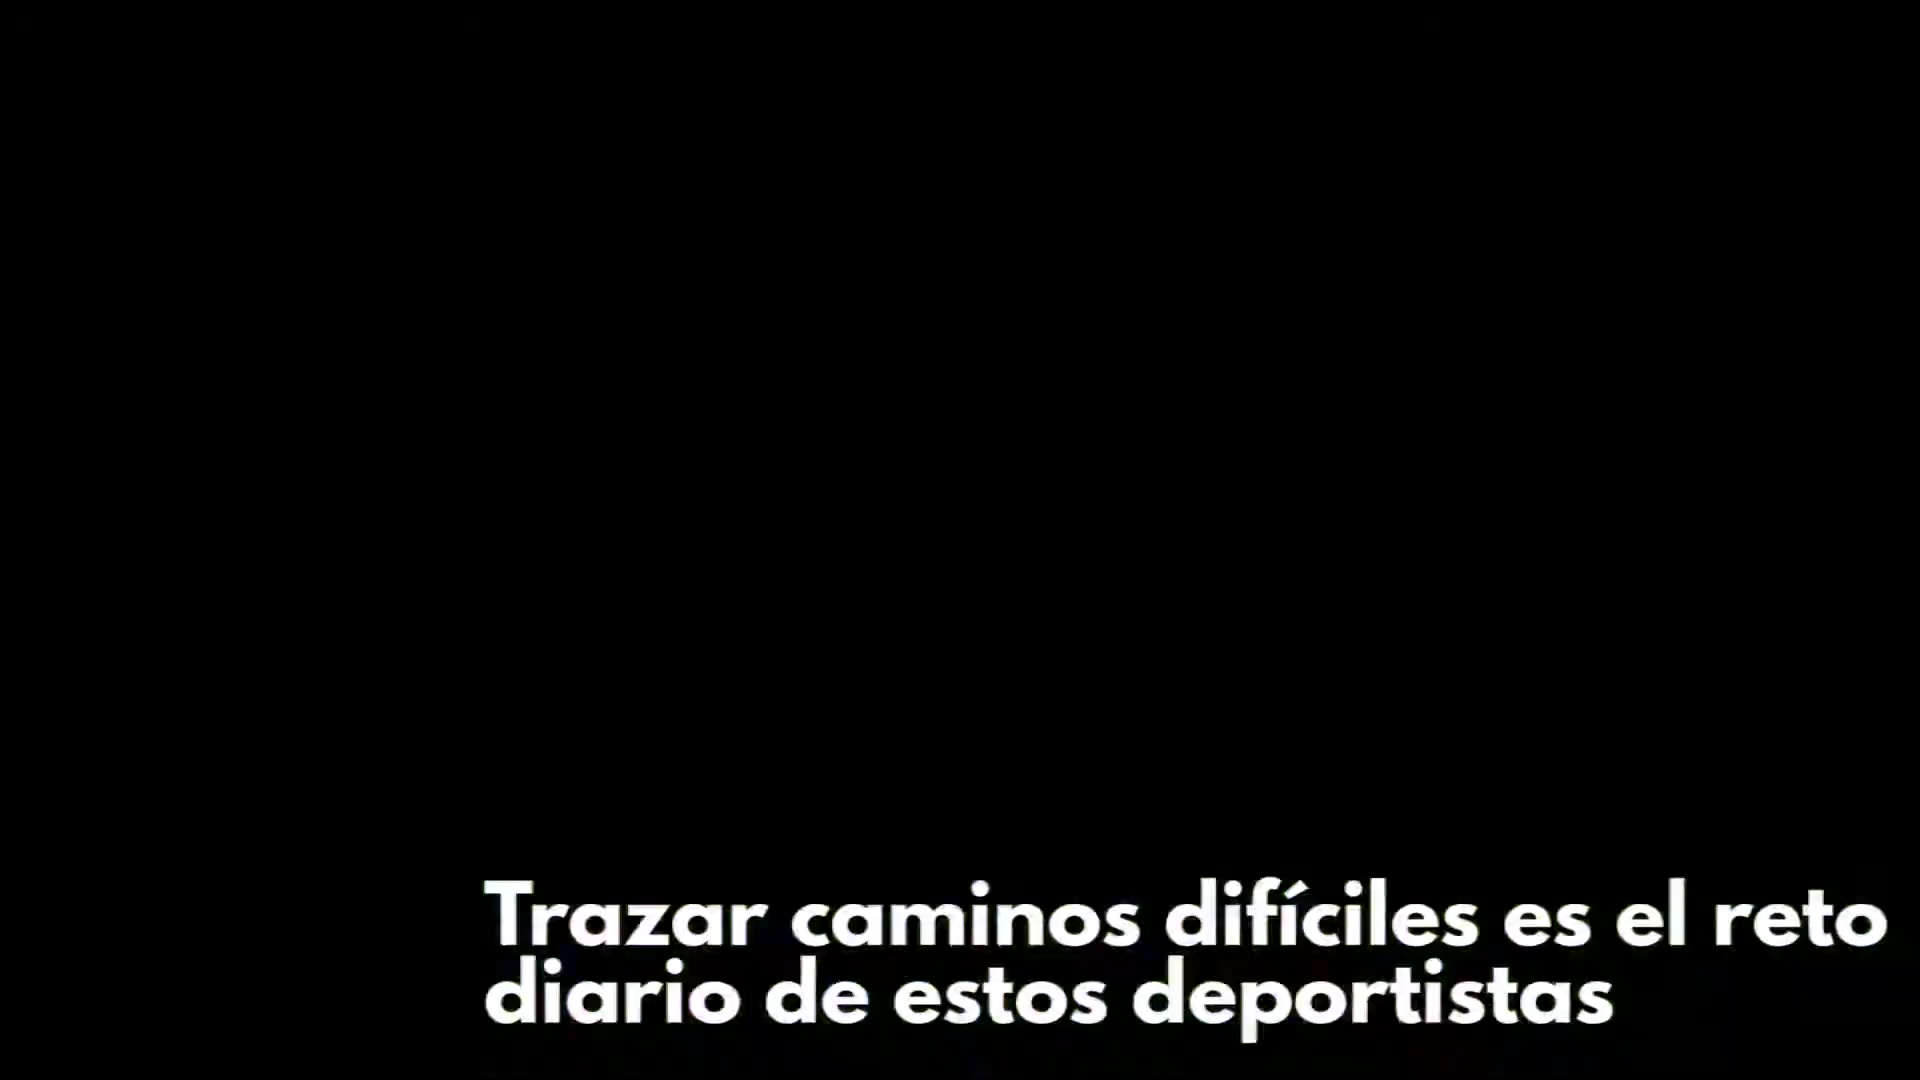 Trazar caminos difíciles es el reto
diario de estos deportistas